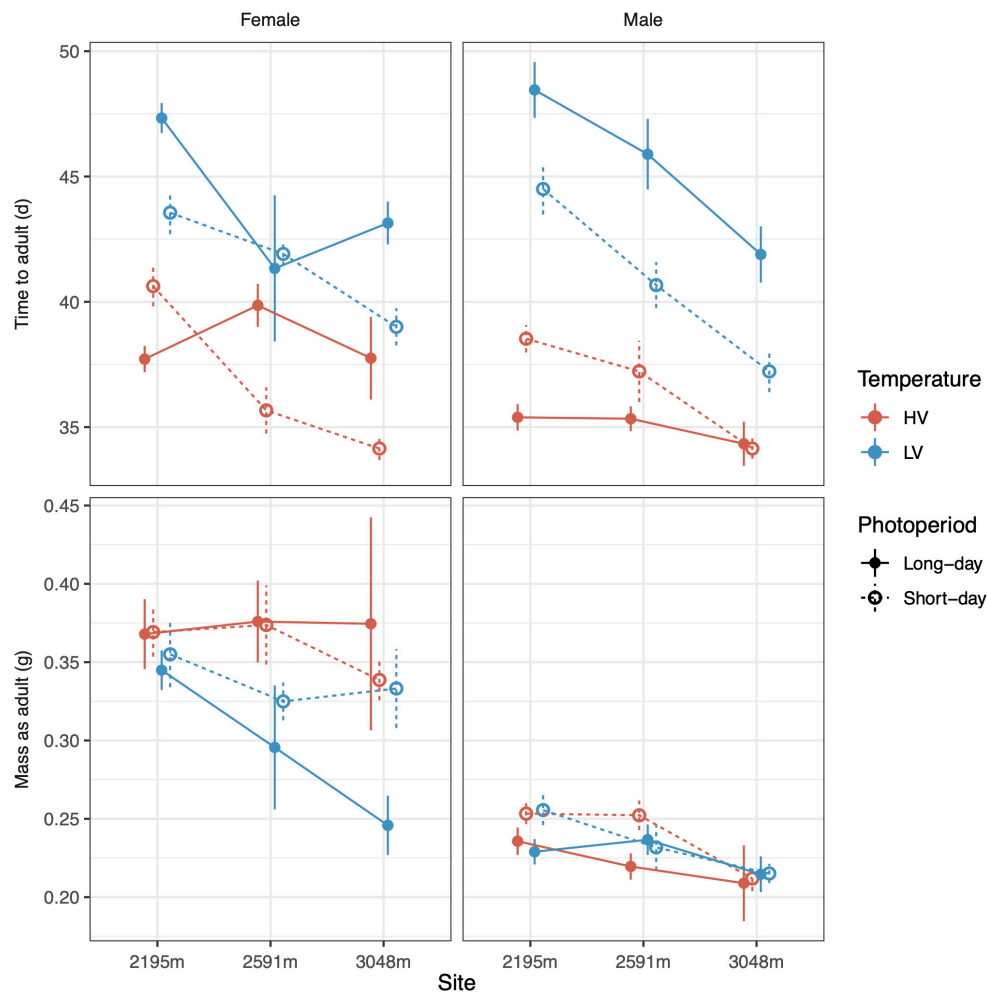 Female Male
Time to adult (d)
50
45
40
35
Mass as adult (g)
0.45
0.40
0.35
0.30
0.25
0.20
2195m 2591m 3048m 2195m 2591m 3048m
Site
Temperature
HV
LV
Photoperiod
Long−day
Short−day